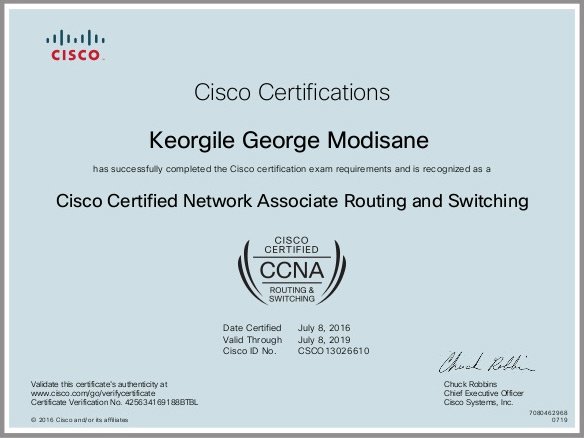 CISCO
Cisco Certifications
Keorgile George Modisane
has successfully completed the Cisco certification exam requirements and is recognized as a
Cisco Certified Network Associate Routing and Switching
CISCO
CERTIFIED
CCNA
ROUTING &
SWITCHING
Date Certified July 8, 2016
Valid Through July 8, 2019
Cisco ID No. CSCO13026610
Chuck Robbins
Validate this certificate's authenticity at
www.cisco.com/go/verifycertificate
Certificate Verification No. 425634169188BTBL
Chuck Robbins
Chief Executive Officer
Cisco Systems, Inc.
© 2016 Cisco and/or its affiliates
7080462968
0719